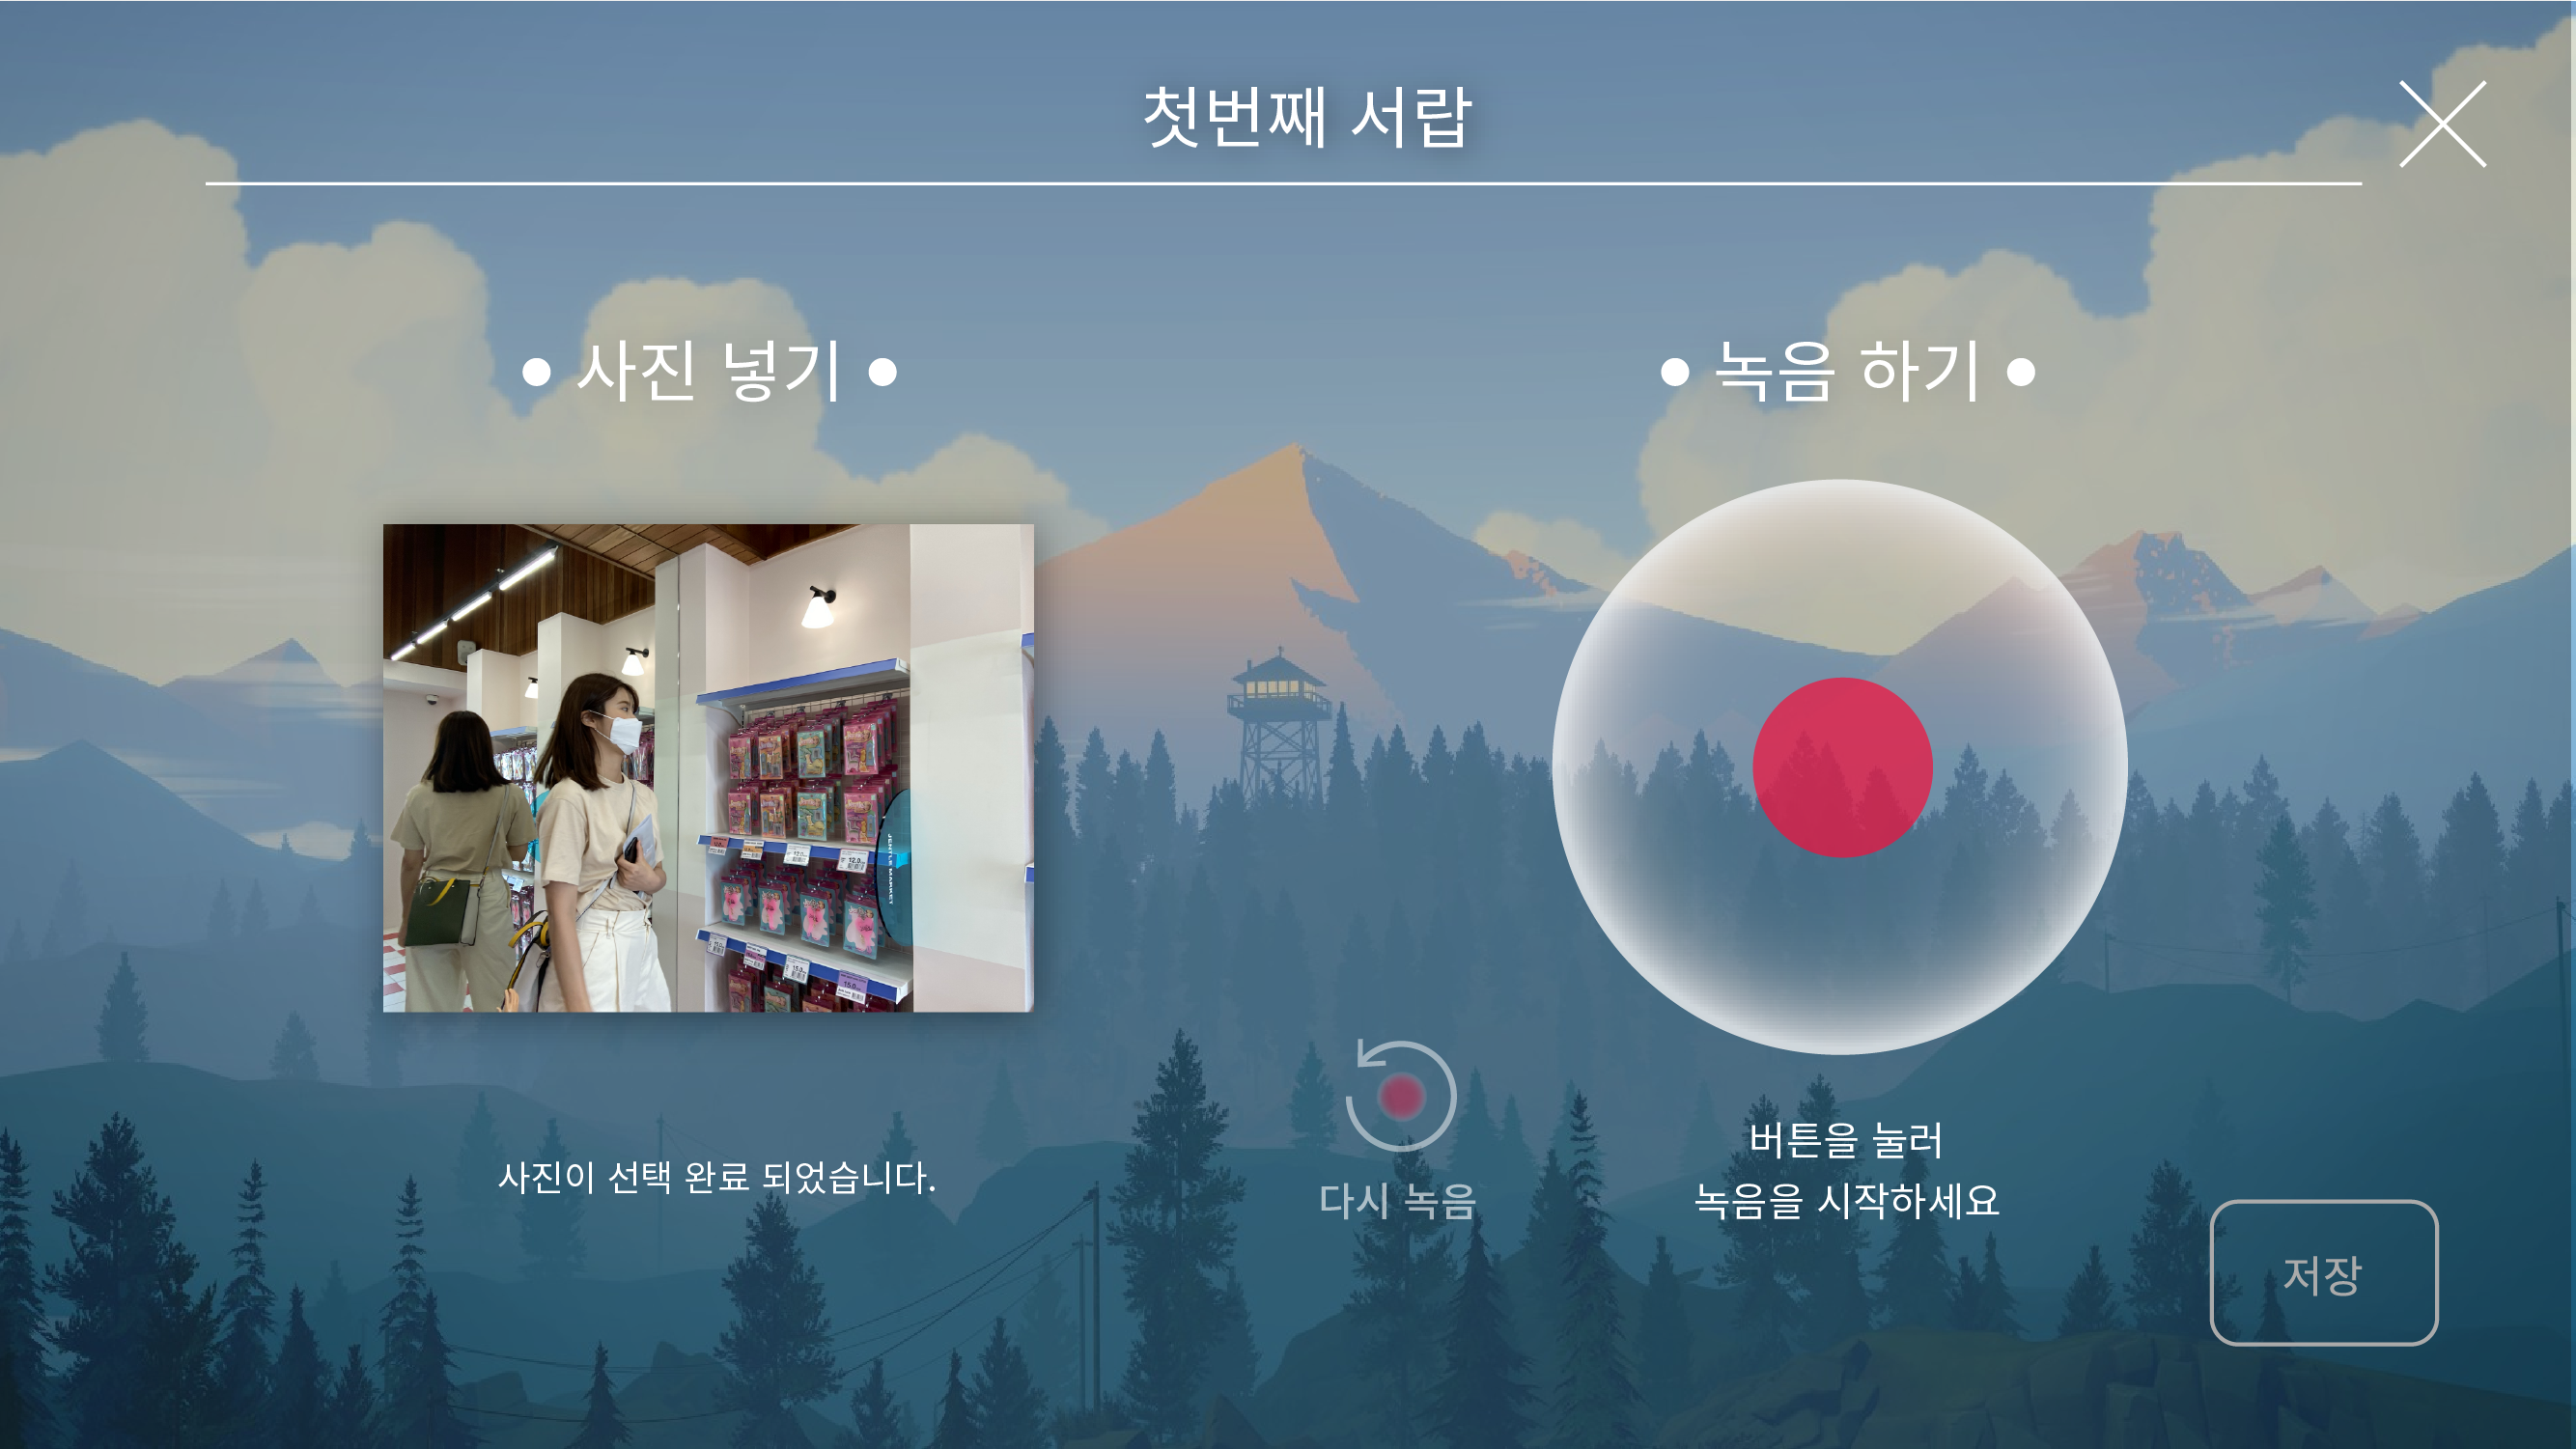 첫번째 서랍
• 사진 넣기 •
• 녹음 하기 •
사진이 선택 완료 되었습니다.
다시 녹음
버튼을 눌러
녹음을 시작하세요
저장